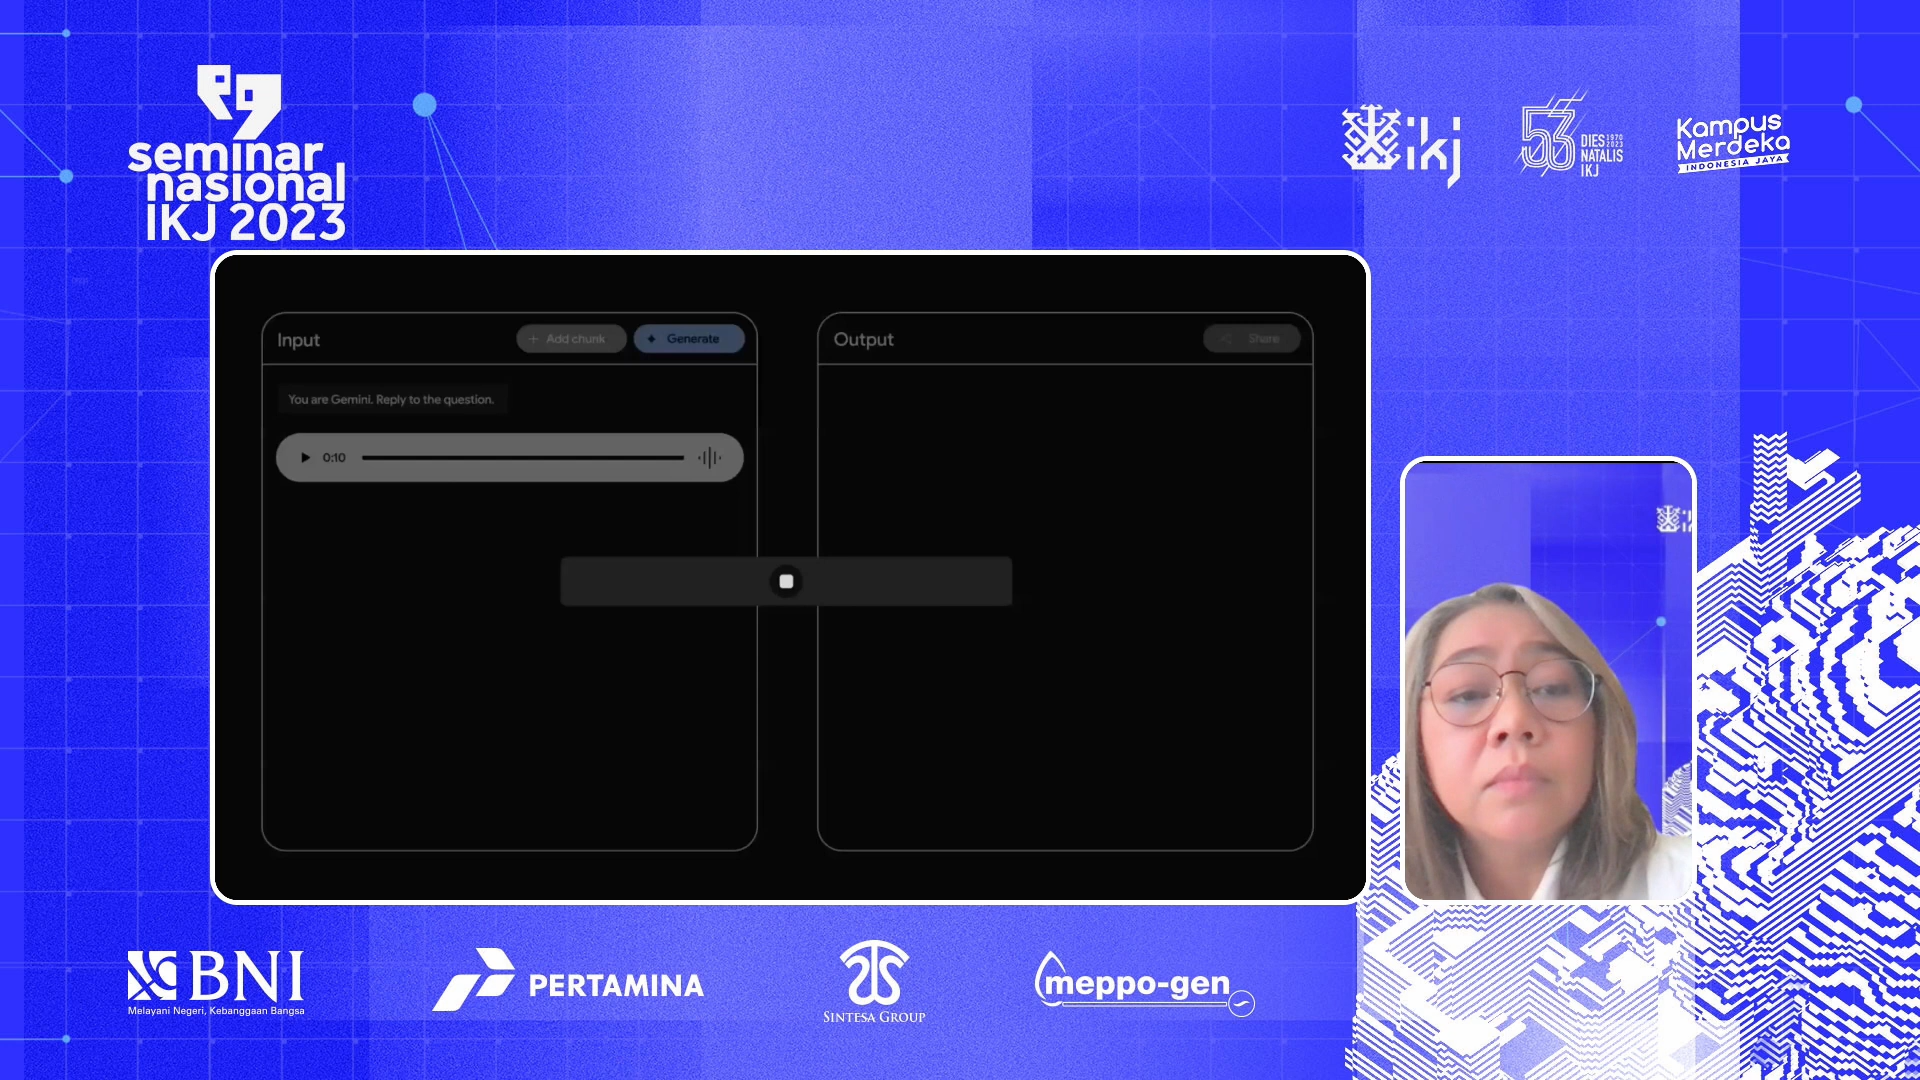 seminar
nasional
IKJ 2023
ikj
53
DIES 1970 2023
NATALIS
IKJ
Kampus
Merdeka
INDONESIA JAYA
Input
+ Add chunk
Generate
Output
Share
You are Gemini. Reply to the question.
0:10
BNI
Melayani Negeri, Kebanggaan Bangsa
PERTAMINA
SINTESA GROUP
meppo-gen